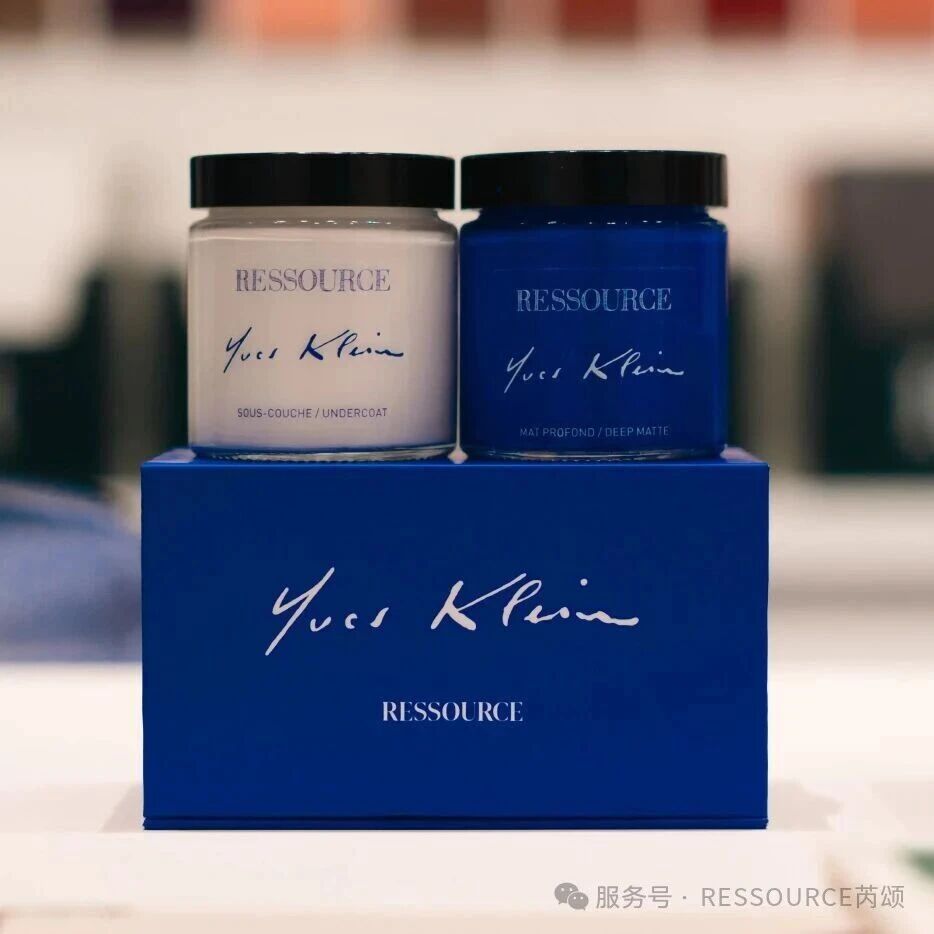 RESSOURCE
Yves Klein
SOUS-COUCHE / UNDERCOAT
RESSOURCE
Yves Klein
MAT PROFOND / DEEP MATTE
Yves Klein
RESSOURCE
服务号 · RESSOURCE芮颂